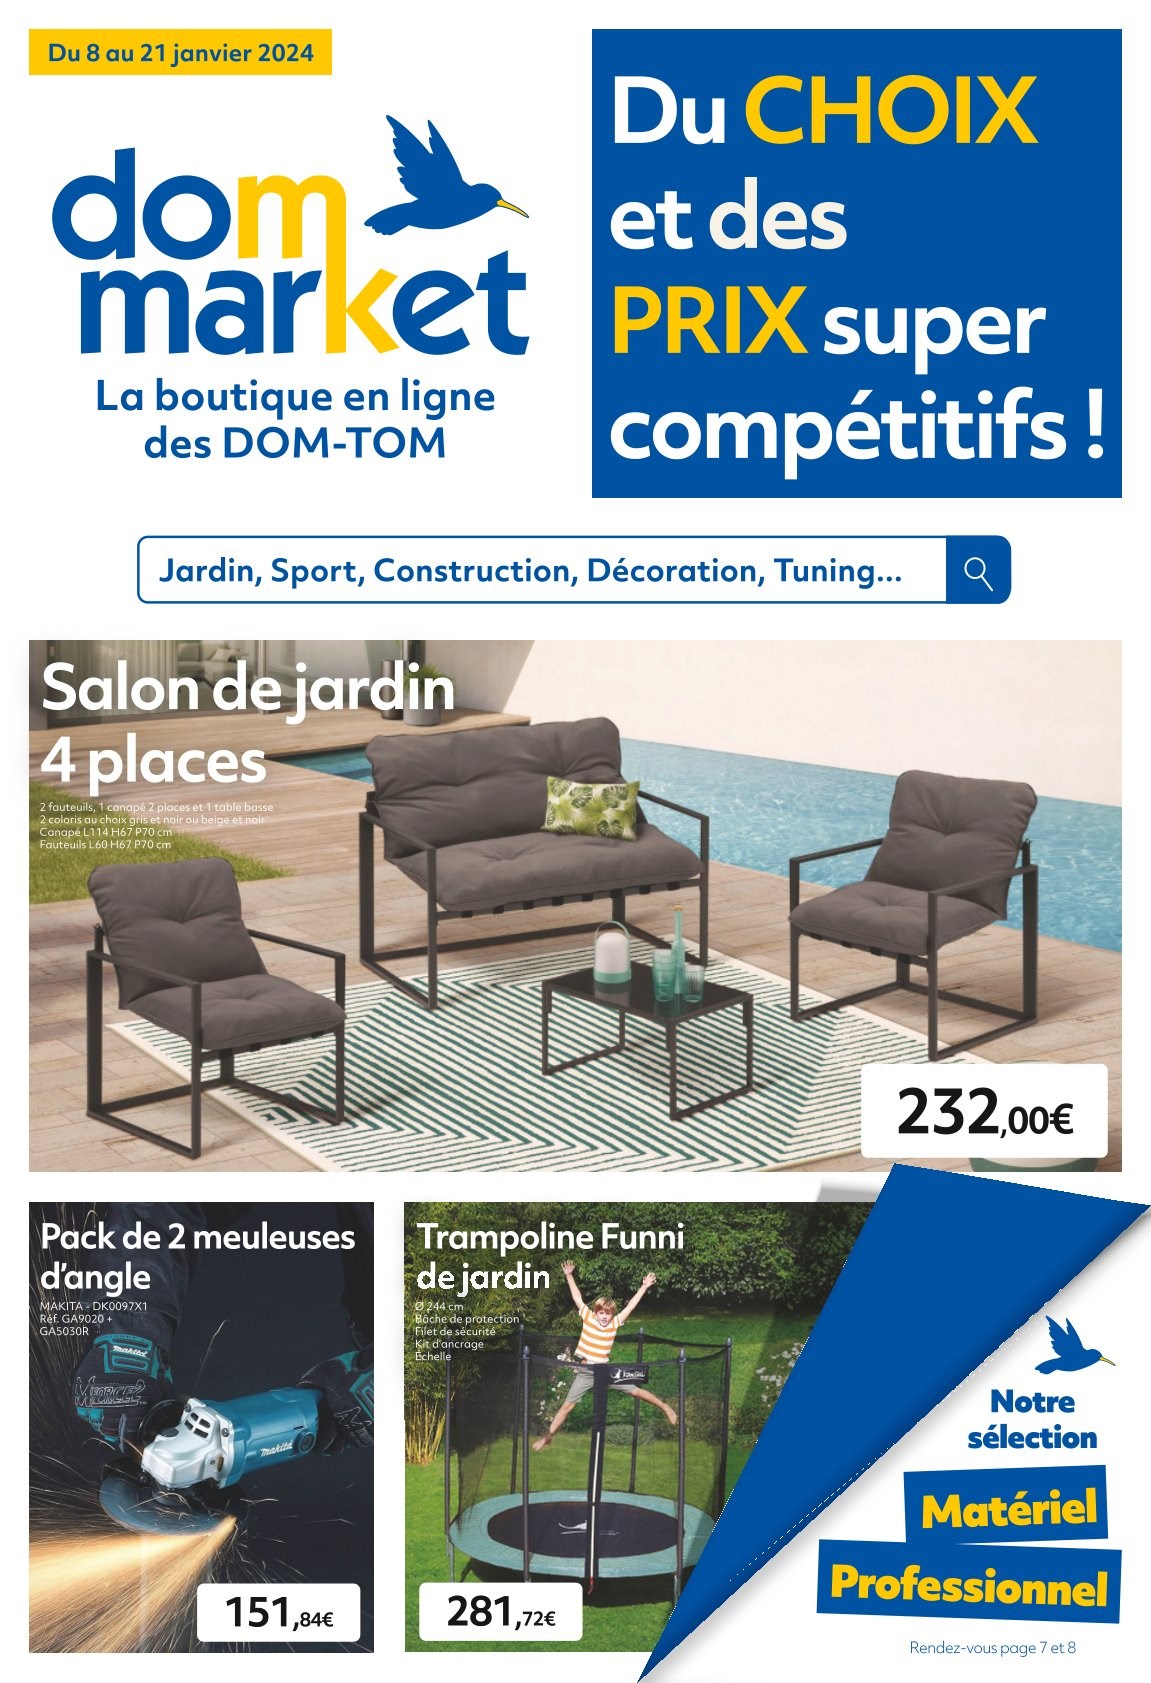 Du 8 au 21 janvier 2024
dom
market
La boutique en ligne
des DOM-TOM
Du CHOIX
et des
PRIX super
compétitifs !
Jardin, Sport, Construction, Décoration, Tuning...
Salon de jardin
4 places
2 fauteuils, 1 canapé 2 places et 1 table basse
2 coloris au choix gris et noir ou beige et noir
Canapé L114 H67 P70 cm
Fauteuils L60 H67 P70 cm
232,00€
Pack de 2 meuleuses
d'angle
MAKITA - DK0097X1
Réf. GA9020 +
GA5030R
makita
M-FORCE2
makita
151,84€
Trampoline Funni
de jardin
Ø 244 cm
Bâche de protection
Filet de sécurité
Kit d'ancrage
Échelle
281,72€
Notre
sélection
Matériel
Professionnel
Rendez-vous page 7 et 8